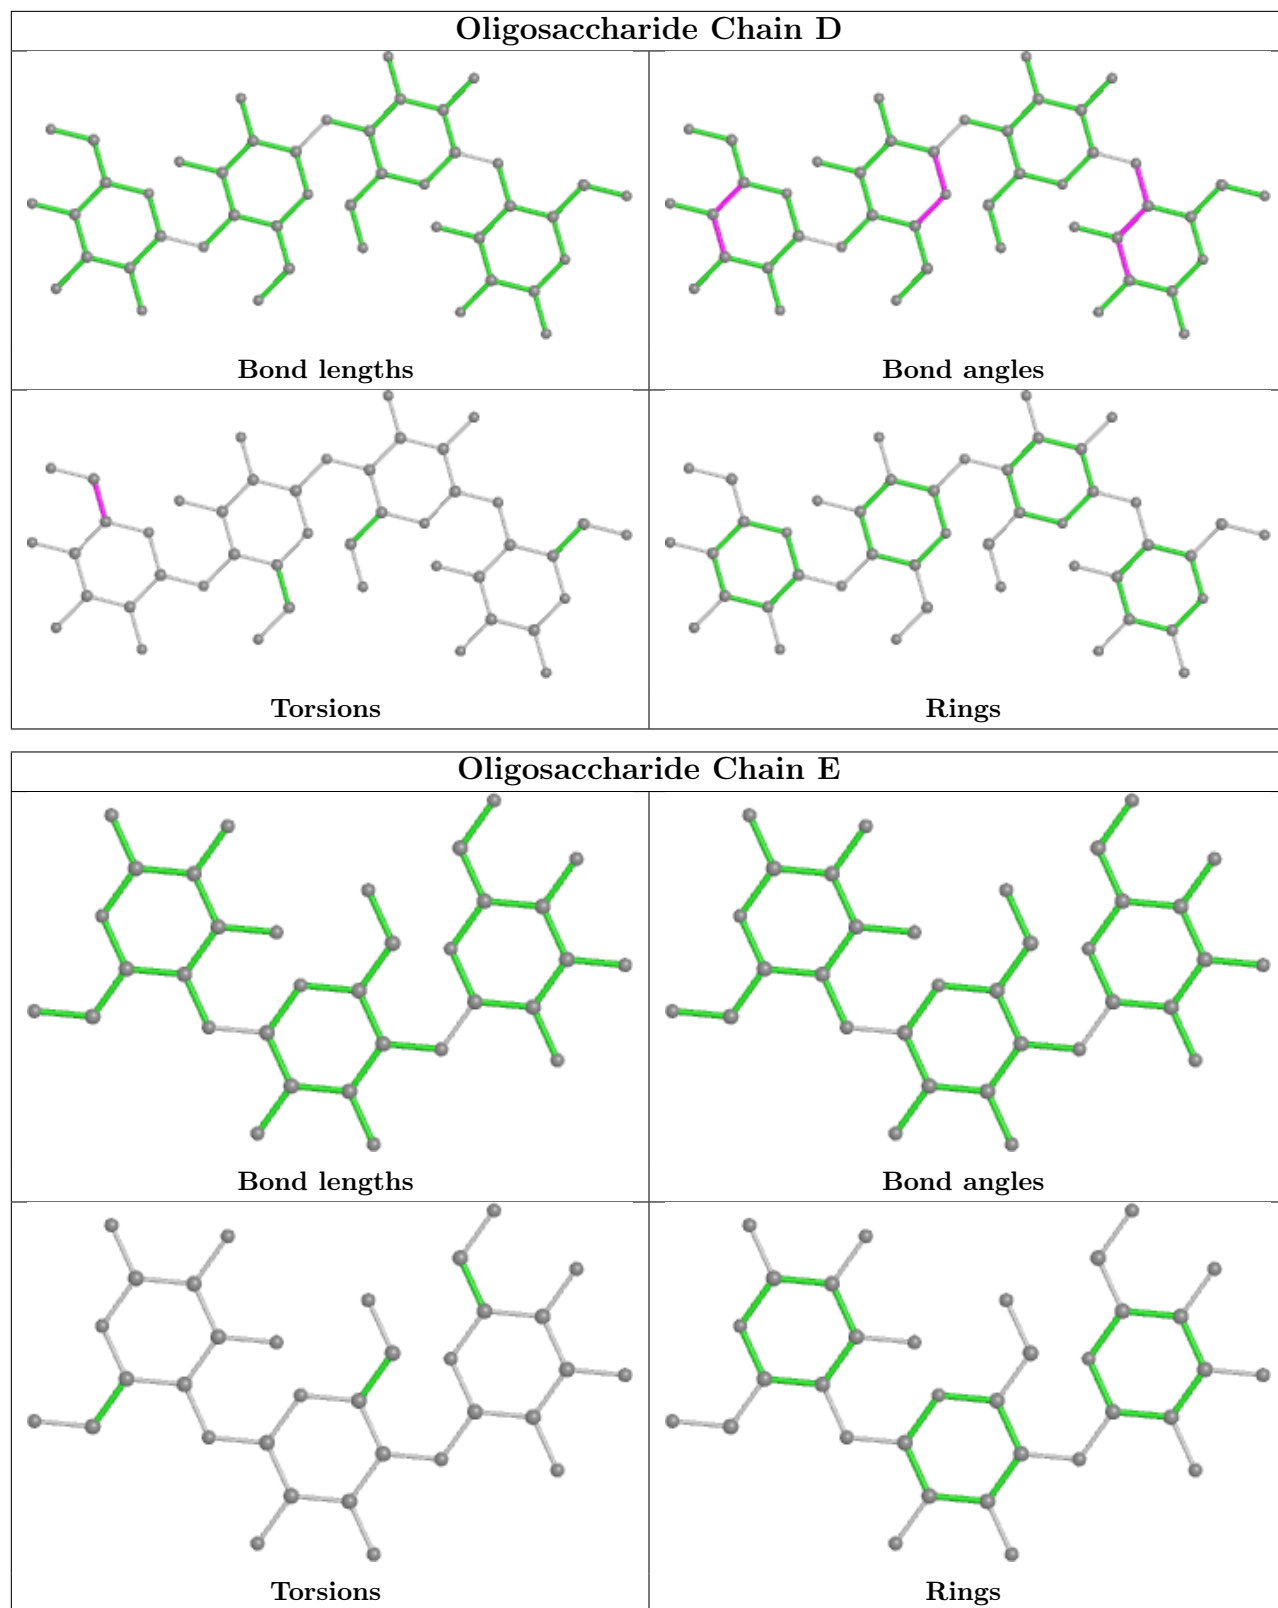 Oligosaccharide Chain D
Bond lengths
Bond angles
Torsions
Rings
Oligosaccharide Chain E
Bond lengths
Bond angles
Torsions
Rings